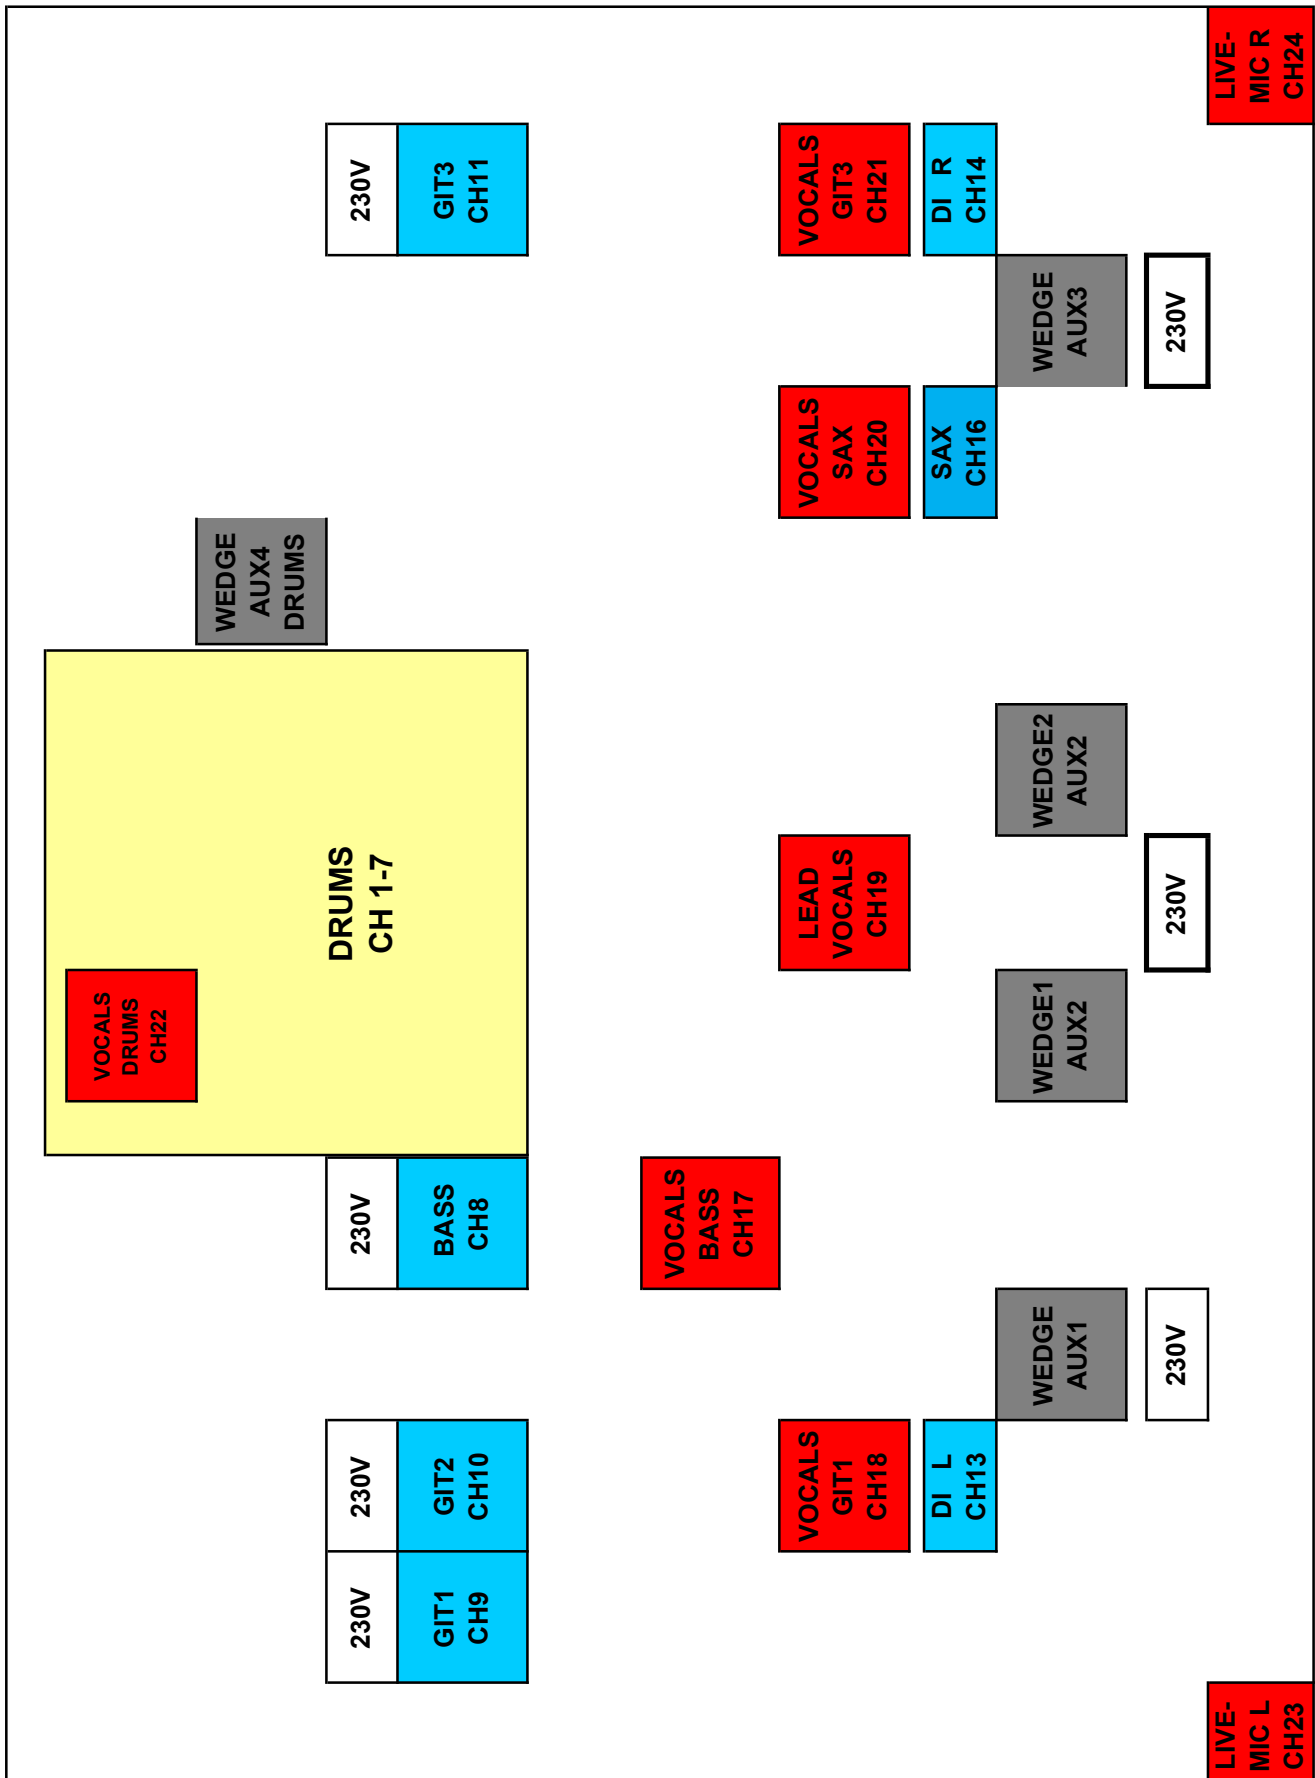 VOCALS
DRUMS
CH22
WEDGE
AUX4
DRUMS
DRUMS
CH 1-7
230V
GIT1
CH9
230V
GIT2
CH10
230V
BASS
CH8
230V
GIT3
CH11
VOCALS
BASS
CH17
VOCALS
GIT1
CH18
LEAD
VOCALS
CH19
VOCALS
SAX
CH20
VOCALS
GIT3
CH21
DI L
CH13
SAX
CH16
DI R
CH14
WEDGE
AUX1
WEDGE1
AUX2
WEDGE2
AUX2
WEDGE
AUX3
230V
230V
230V
LIVE-
MIC L
CH23
LIVE-
MIC R
CH24